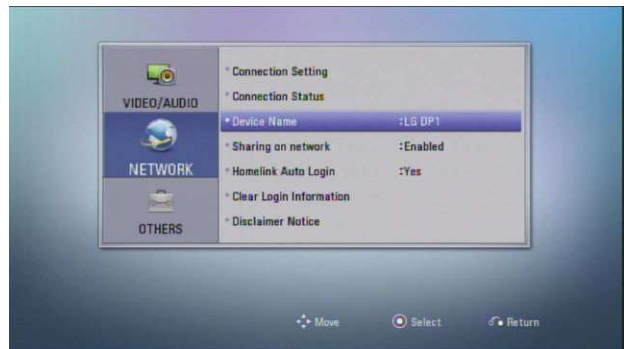 VIDEO/AUDIO
NETWORK
OTHERS
Connection Setting
Connection Status
Device Name :LG DP1
Sharing on network :Enabled
Homelink Auto Login :Yes
Clear Login Information
Disclaimer Notice
Move Select Return